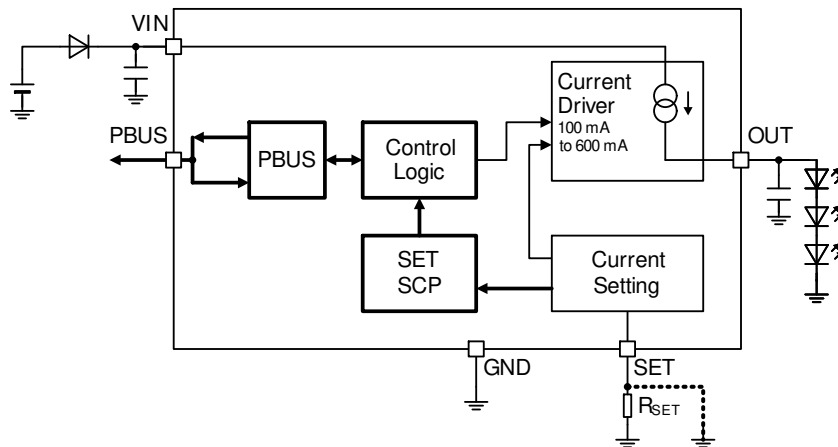 VIN
Current
Driver
100 mA
to 600 mA
PBUS
OUT
PBUS
Control
Logic
SET
SCP
Current
Setting
GND
SET
RSET